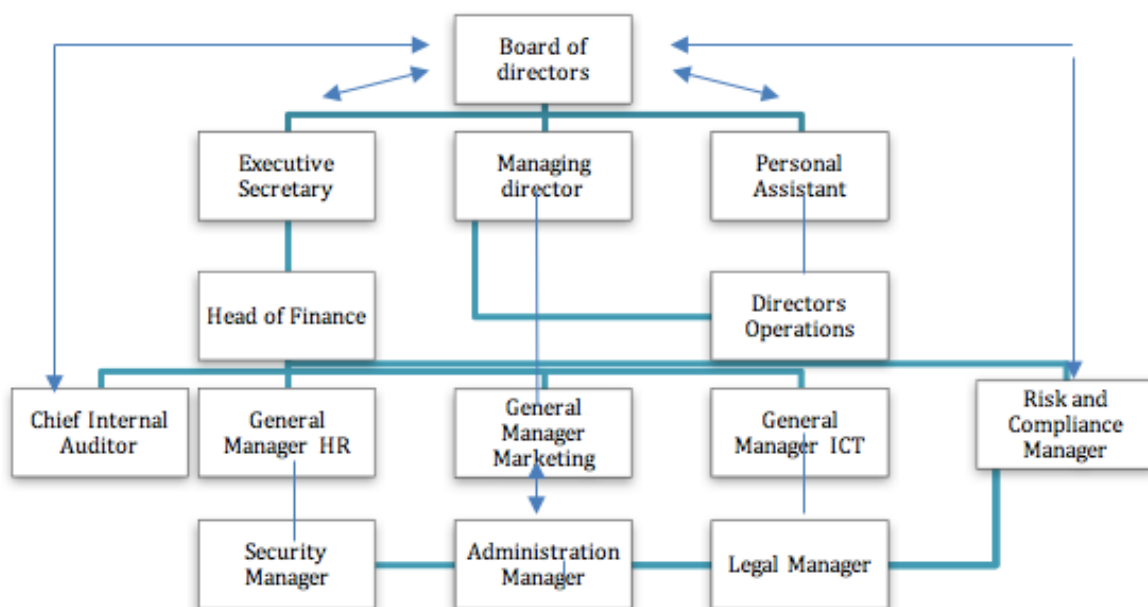 Board of
directors
Executive
Secretary
Managing
director
Personal
Assistant
Head of Finance
Directors
Operations
Chief Internal
Auditor
General
Manager HR
General
Manager
Marketing
General
Manager ICT
Risk and
Compliance
Manager
Security
Manager
Administration
Manager
Legal Manager